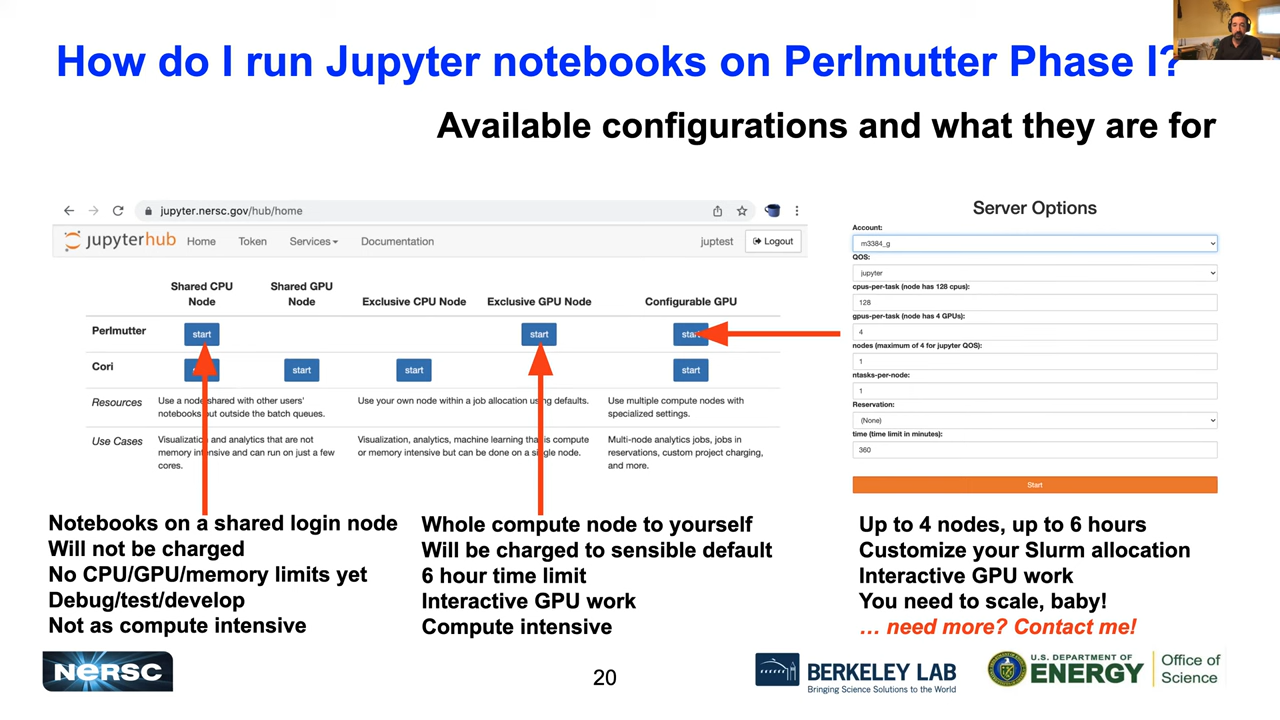 How do I run Jupyter notebooks on Perlmutter Phase I?
Available configurations and what they are for
jupyter.nersc.gov/hub/home
jupyterhub Home Token Services Documentation juptest Logout
Shared CPU Node
Shared GPU Node
Exclusive CPU Node
Exclusive GPU Node
Configurable GPU
Perlmutter start start start
Cori start start start
Resources
Use a node shared with other users'
notebooks but outside the batch queues.
Use your own node within a job allocation using defaults.
Use multiple compute nodes with
specialized settings.
Use Cases
Visualization and analytics that are not
memory intensive and can run on just a few
cores.
Visualization, analytics, machine learning that is compute
or memory intensive but can be done on a single node.
Multi-node analytics jobs, jobs in
reservations, custom project charging,
and more.
Server Options
Account:
m3384_g
QOS:
jupyter
cpus-per-task (node has 128 cpus):
128
gpus-per-task (node has 4 GPUs):
4
nodes (maximum of 4 for jupyter QOS):
1
ntasks-per-node:
1
Reservation:
(None)
time (time limit in minutes):
360
Start
Notebooks on a shared login node
Will not be charged
No CPU/GPU/memory limits yet
Debug/test/develop
Not as compute intensive
Whole compute node to yourself
Will be charged to sensible default
6 hour time limit
Interactive GPU work
Compute intensive
Up to 4 nodes, up to 6 hours
Customize your Slurm allocation
Interactive GPU work
You need to scale, baby!
… need more? Contact me!
NERSC
20
BERKELEY LAB
Bringing Science Solutions to the World
U.S. DEPARTMENT OF
ENERGY
Office of
Science